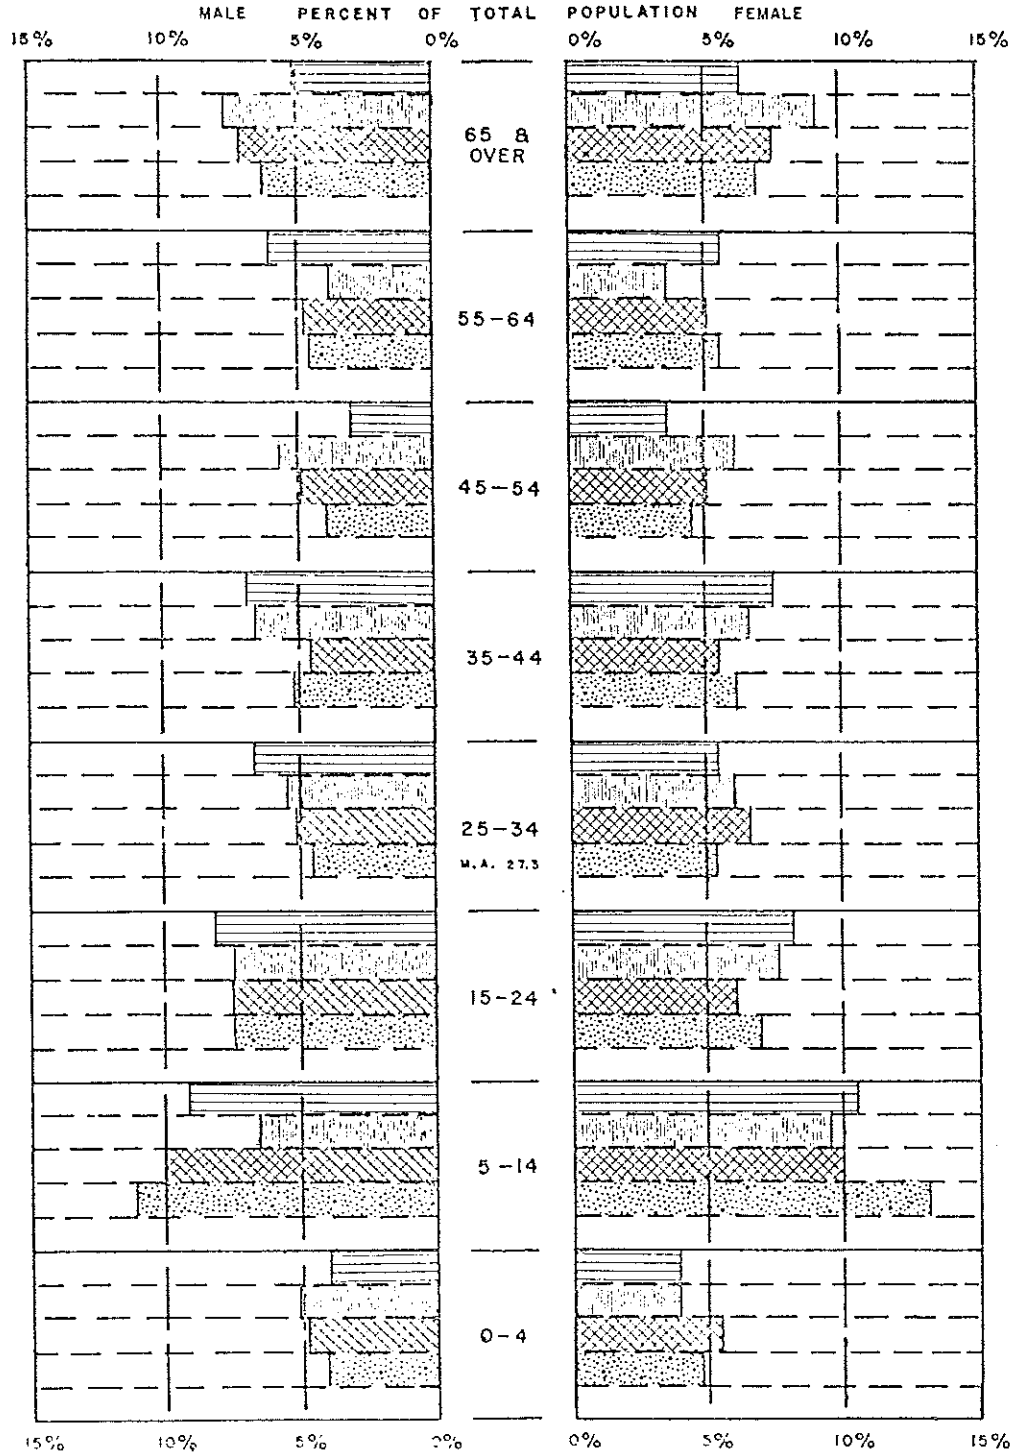 MALE PERCENT OF TOTAL POPULATION FEMALE
15% 10% 5% 0% 0% 5% 10% 15%
65 &
OVER
55-64
45-54
35-44
25-34
M.A. 27.3
15-24
5-14
0-4
15% 10% 5% 0% 0% 5% 10% 15%